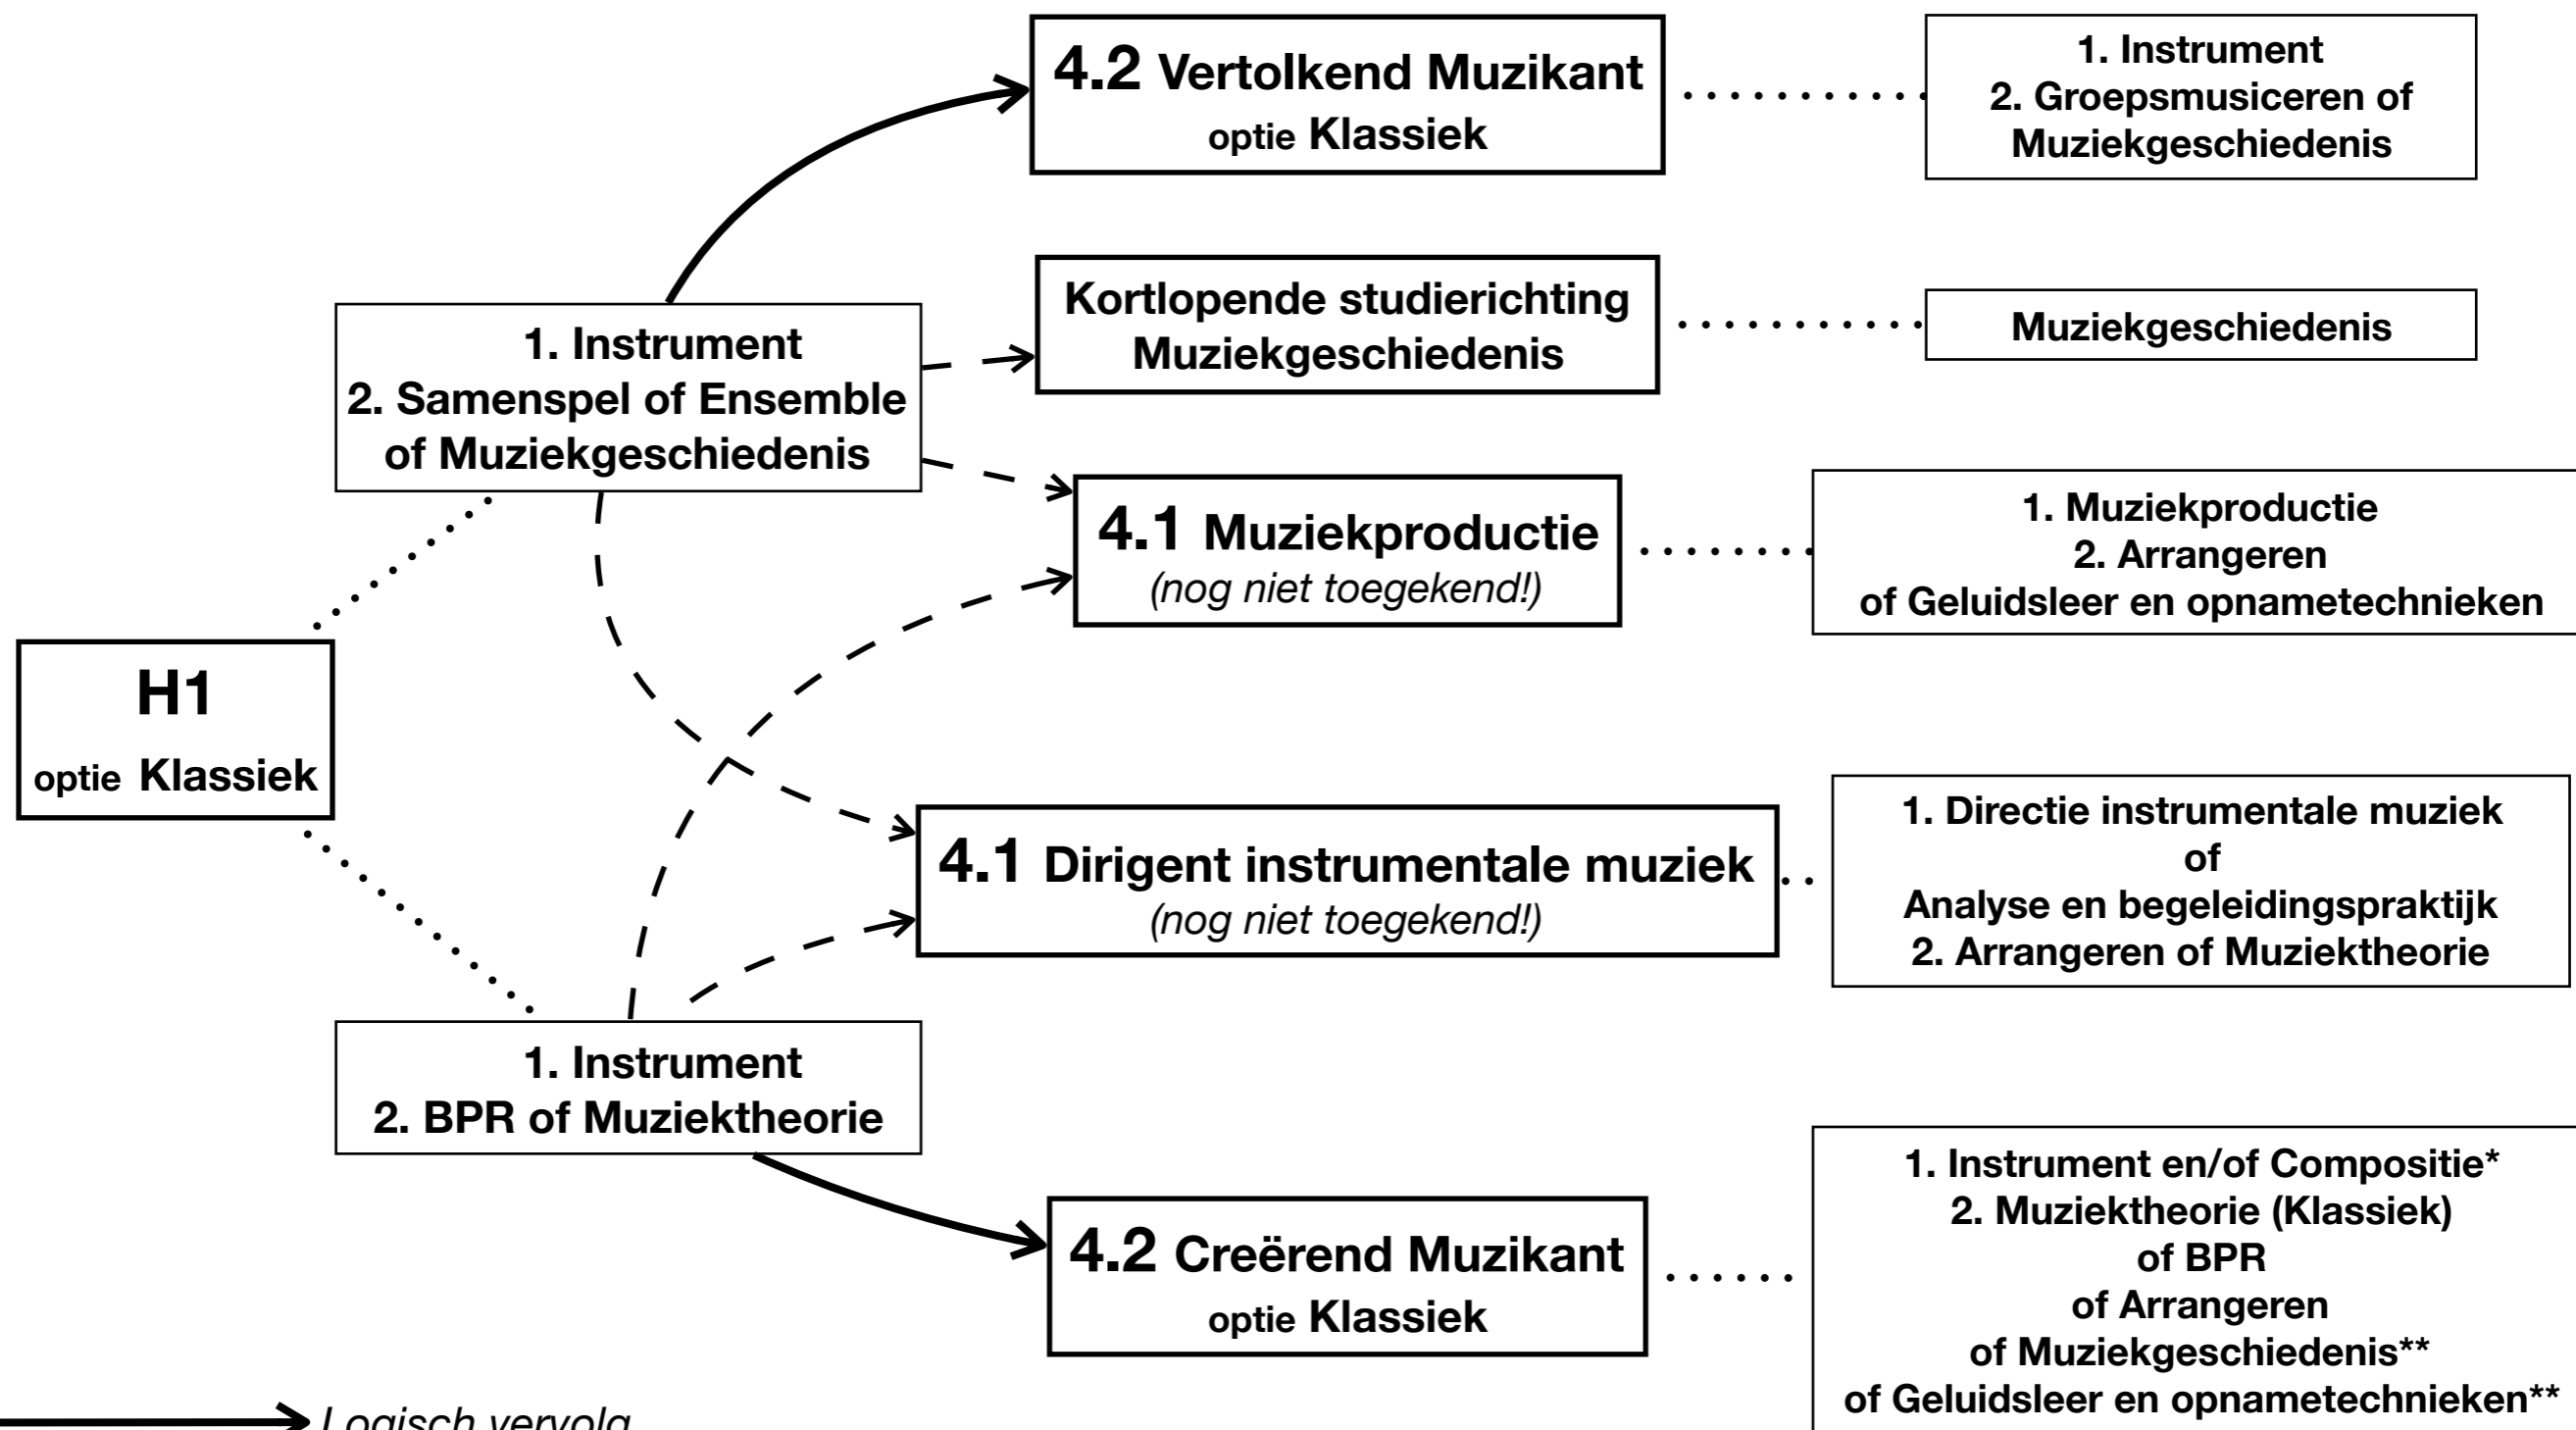 4.2 Vertolkend Muzikant
optie Klassiek
1. Instrument
2. Groepsmusiceren of
Muziekgeschiedenis
Kortlopende studierichting
Muziekgeschiedenis
Muziekgeschiedenis
1. Instrument
2. Samenspel of Ensemble
of Muziekgeschiedenis
4.1 Muziekproductie
(nog niet toegekend!)
1. Muziekproductie
2. Arrangeren
of Geluidsleer en opnametechnieken
H1
optie Klassiek
4.1 Dirigent instrumentale muziek
(nog niet toegekend!)
1. Directie instrumentale muziek
of
Analyse en begeleidingspraktijk
2. Arrangeren of Muziektheorie
1. Instrument
2. BPR of Muziektheorie
4.2 Creërend Muzikant
optie Klassiek
1. Instrument en/of Compositie*
2. Muziektheorie (Klassiek)
of BPR
of Arrangeren
of Muziekgeschiedenis**
of Geluidsleer en opnametechnieken**
Logisch vervolg